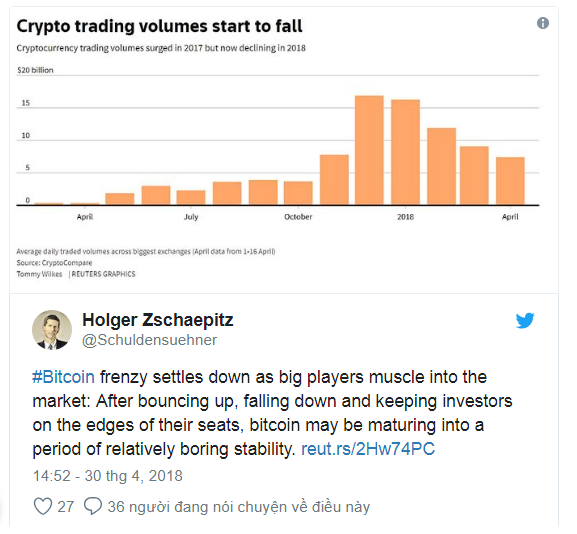 Crypto trading volumes start to fall
Cryptocurrency trading volumes surged in 2017 but now declining in 2018
$20 billion
15
10
5
0
April July October 2018 April
Average daily traded volumes across biggest exchanges (April data from 1-16 April)
Source: CryptoCompare
Tommy Wilkes | REUTERS GRAPHICS
Holger Zschaepitz
@Schuldensuehner
#Bitcoin frenzy settles down as big players muscle into the
market: After bouncing up, falling down and keeping investors
on the edges of their seats, bitcoin may be maturing into a
period of relatively boring stability. reut.rs/2Hw74PC
14:52 - 30 thg 4, 2018
27 36 người đang nói chuyện về điều này